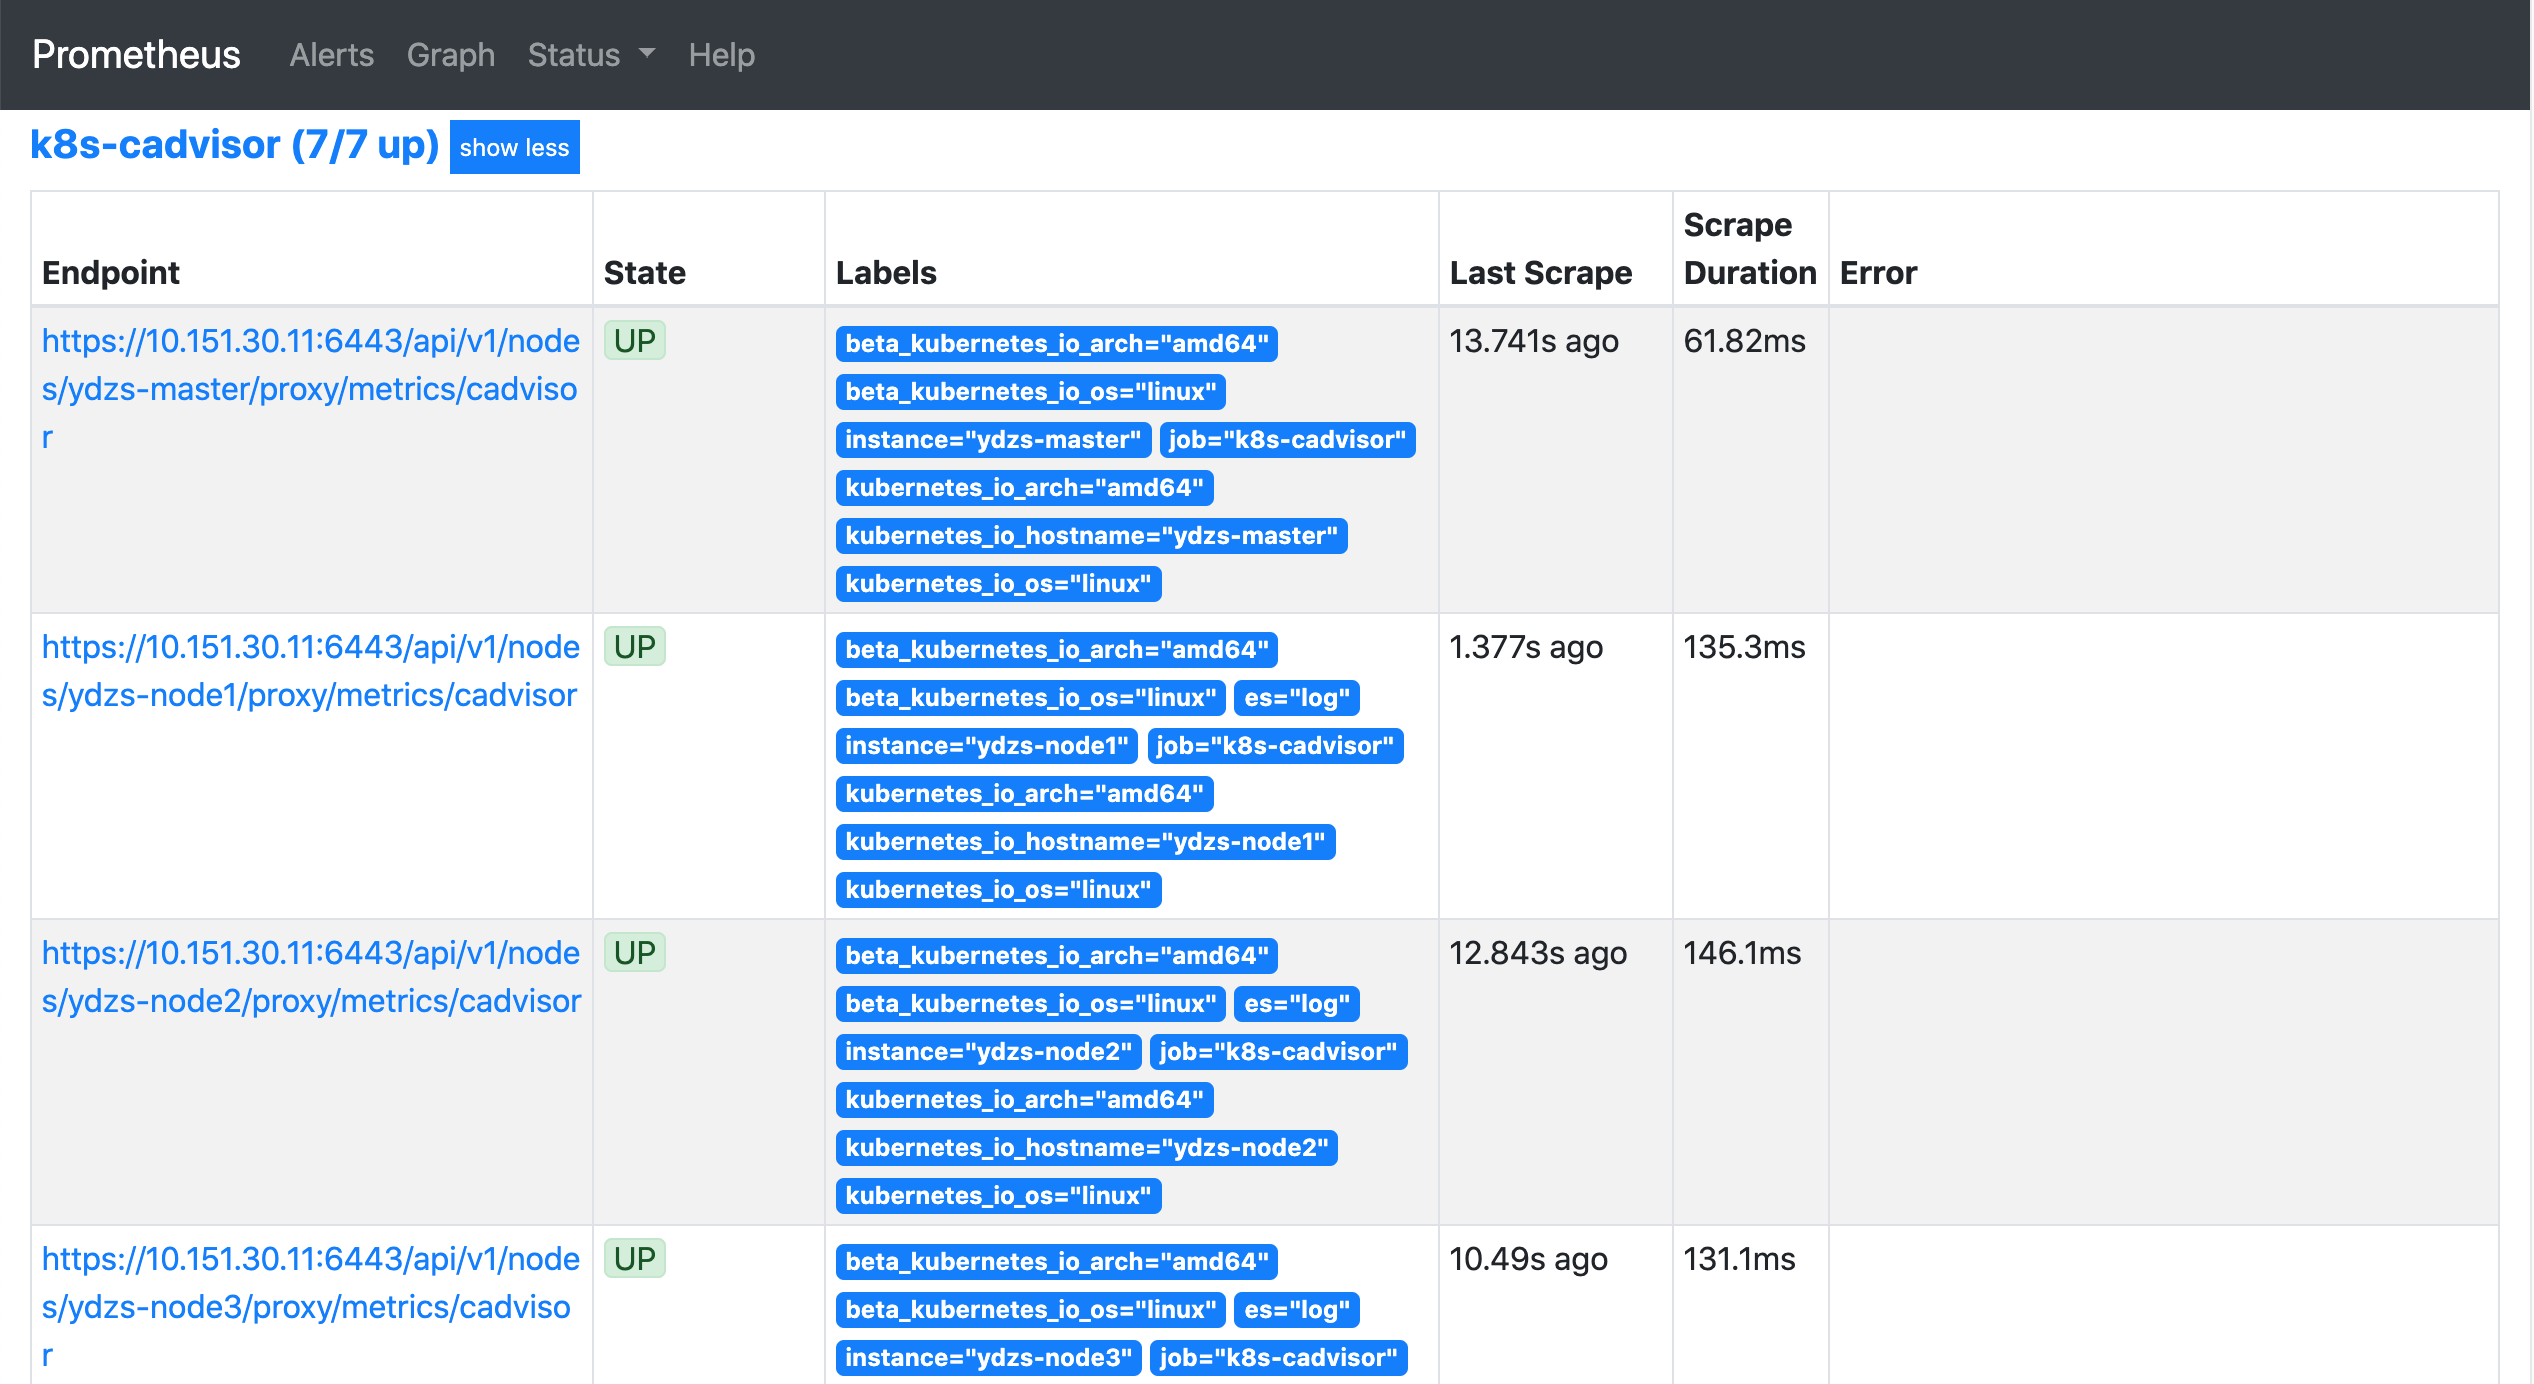 Prometheus Alerts Graph Status Help
k8s-cadvisor (7/7 up) show less
Endpoint State Labels Last Scrape Scrape Duration Error
https://10.151.30.11:6443/api/v1/node UP beta_kubernetes_io_arch="amd64" 13.741s ago 61.82ms
s/ydzs-master/proxy/metrics/cadviso beta_kubernetes_io_os="linux"
r instance="ydzs-master" job="k8s-cadvisor"
kubernetes_io_arch="amd64"
kubernetes_io_hostname="ydzs-master"
kubernetes_io_os="linux"
https://10.151.30.11:6443/api/v1/node UP beta_kubernetes_io_arch="amd64" 1.377s ago 135.3ms
s/ydzs-node1/proxy/metrics/cadvisor beta_kubernetes_io_os="linux" es="log"
instance="ydzs-node1" job="k8s-cadvisor"
kubernetes_io_arch="amd64"
kubernetes_io_hostname="ydzs-node1"
kubernetes_io_os="linux"
https://10.151.30.11:6443/api/v1/node UP beta_kubernetes_io_arch="amd64" 12.843s ago 146.1ms
s/ydzs-node2/proxy/metrics/cadvisor beta_kubernetes_io_os="linux" es="log"
instance="ydzs-node2" job="k8s-cadvisor"
kubernetes_io_arch="amd64"
kubernetes_io_hostname="ydzs-node2"
kubernetes_io_os="linux"
https://10.151.30.11:6443/api/v1/node UP beta_kubernetes_io_arch="amd64" 10.49s ago 131.1ms
s/ydzs-node3/proxy/metrics/cadviso beta_kubernetes_io_os="linux" es="log"
r instance="ydzs-node3" job="k8s-cadvisor"